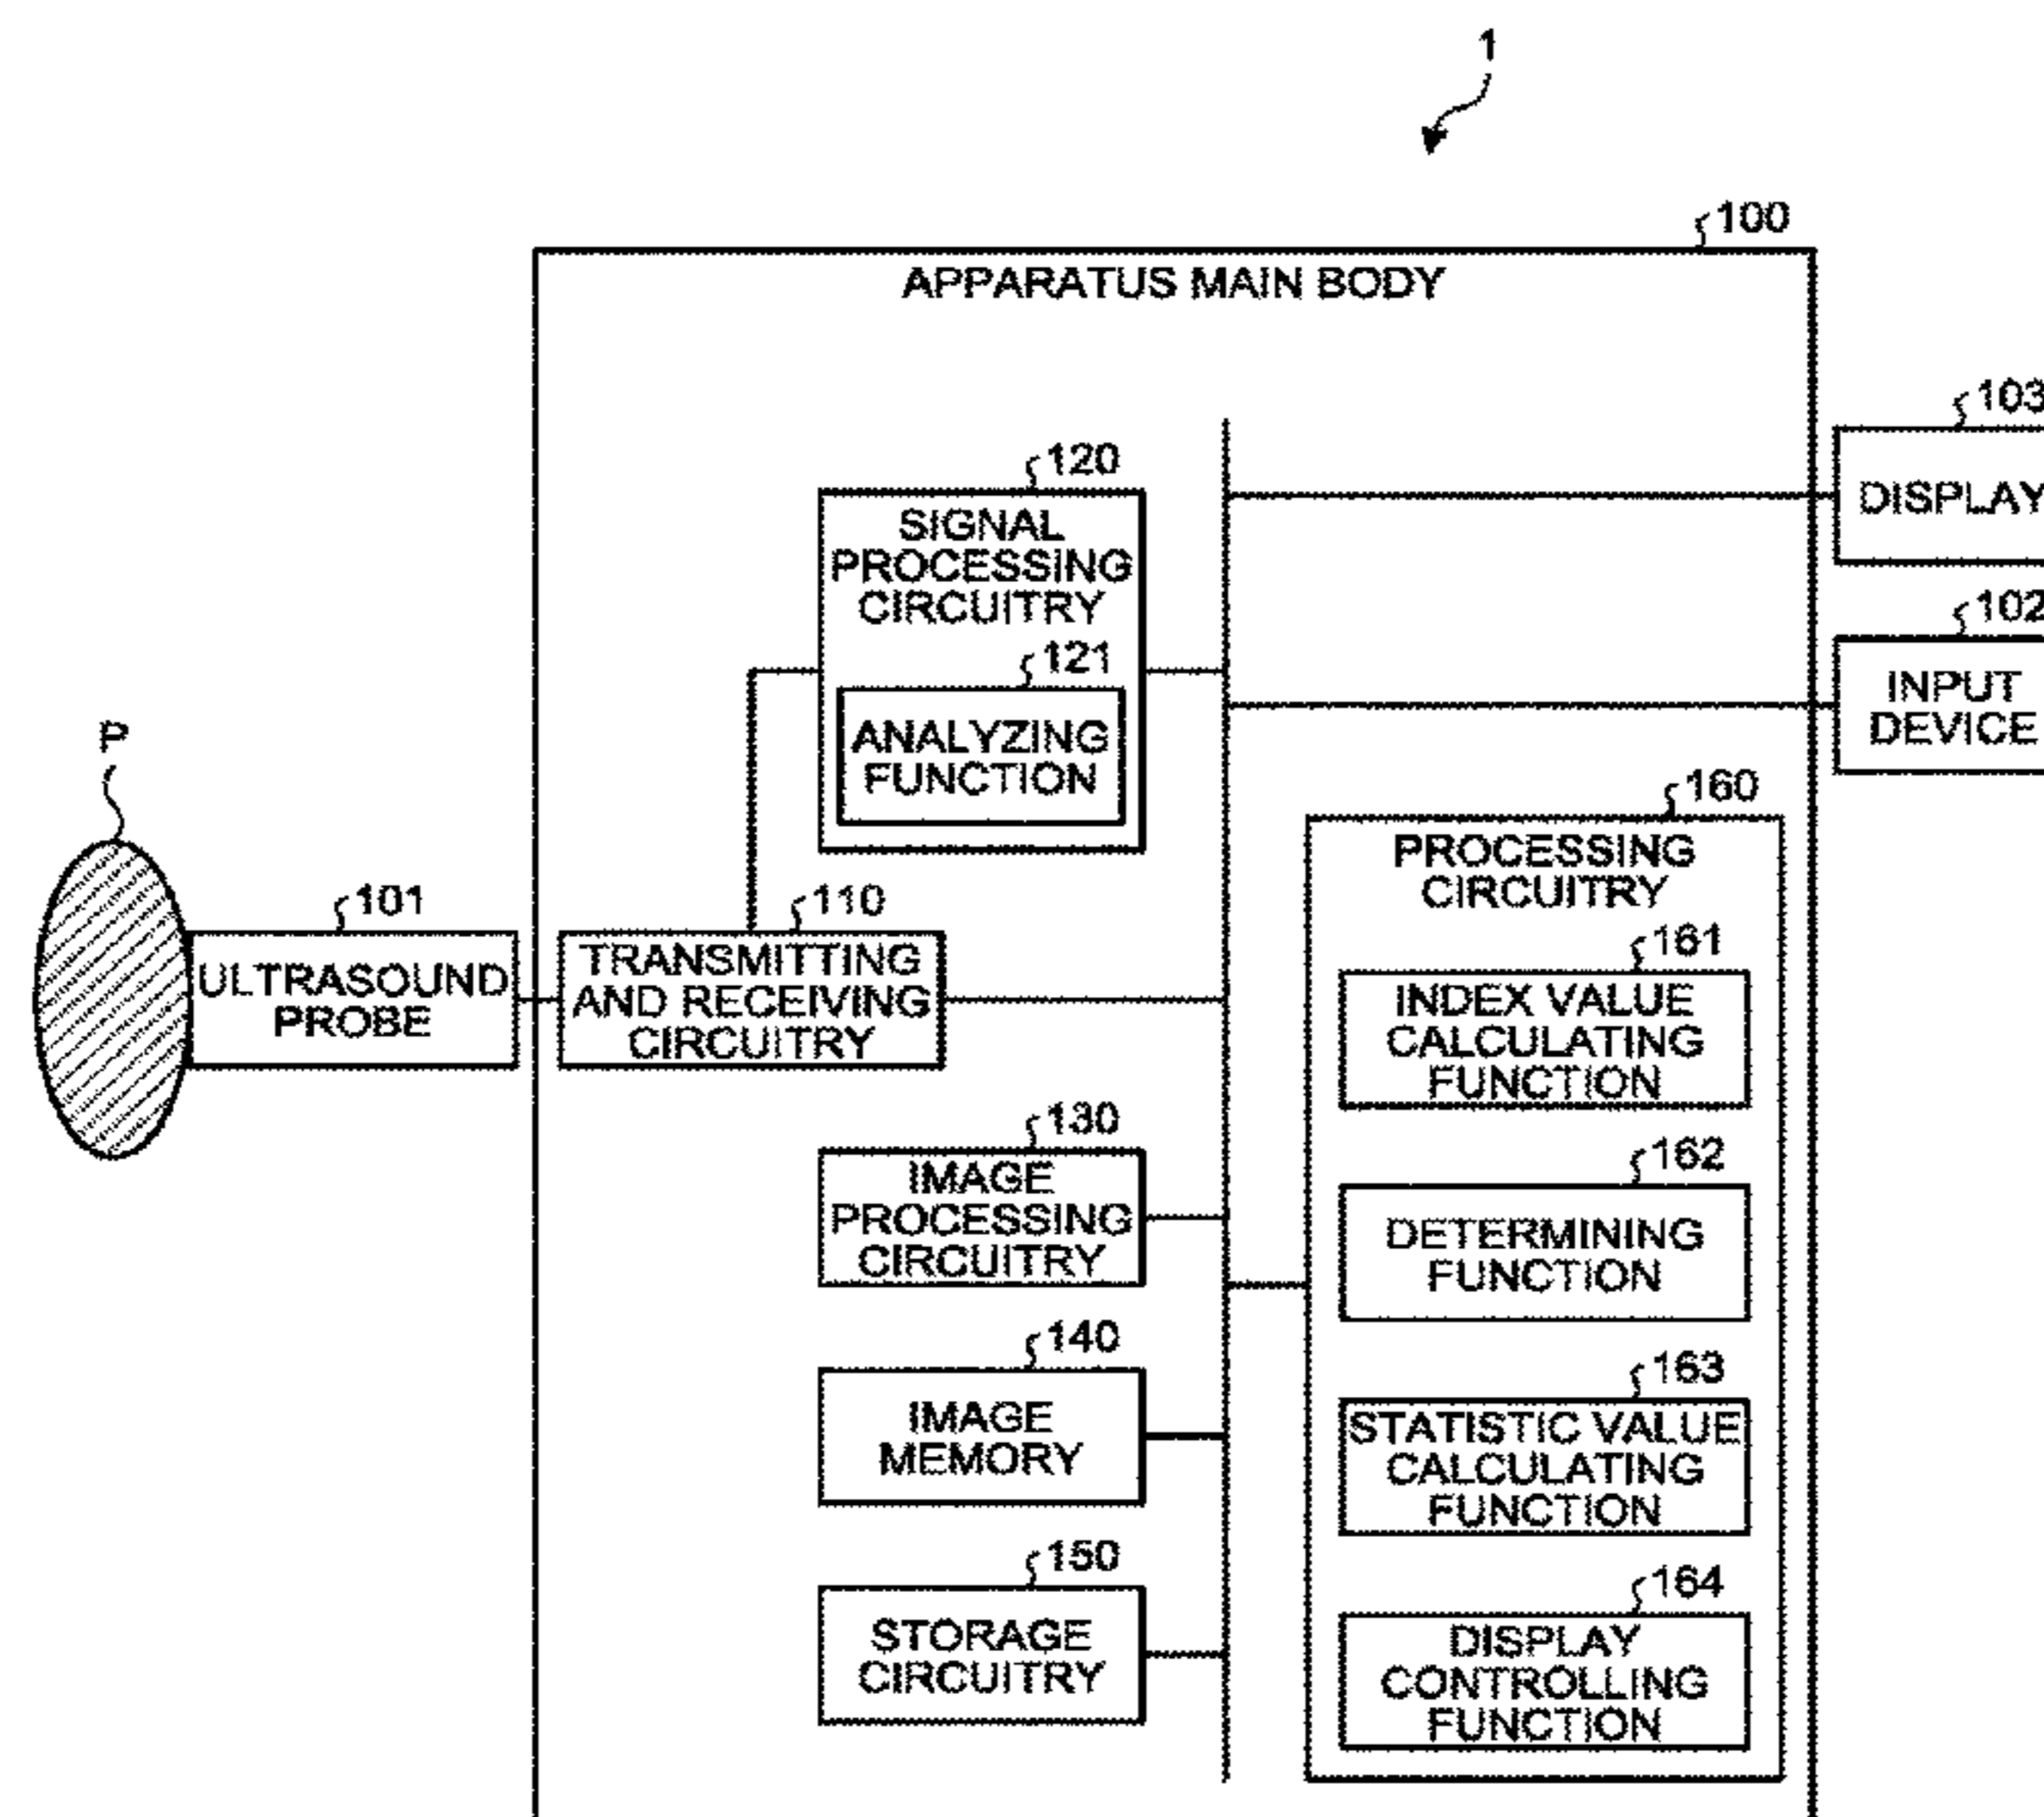 1
100
APPARATUS MAIN BODY
103
DISPLAY
120
SIGNAL
PROCESSING
CIRCUITRY
102
INPUT
DEVICE
121
ANALYZING
FUNCTION
P
160
PROCESSING
CIRCUITRY
101
ULTRASOUND
PROBE
110
TRANSMITTING
AND RECEIVING
CIRCUITRY
161
INDEX VALUE
CALCULATING
FUNCTION
130
IMAGE
PROCESSING
CIRCUITRY
162
DETERMINING
FUNCTION
140
IMAGE
MEMORY
163
STATISTIC VALUE
CALCULATING
FUNCTION
150
STORAGE
CIRCUITRY
164
DISPLAY
CONTROLLING
FUNCTION